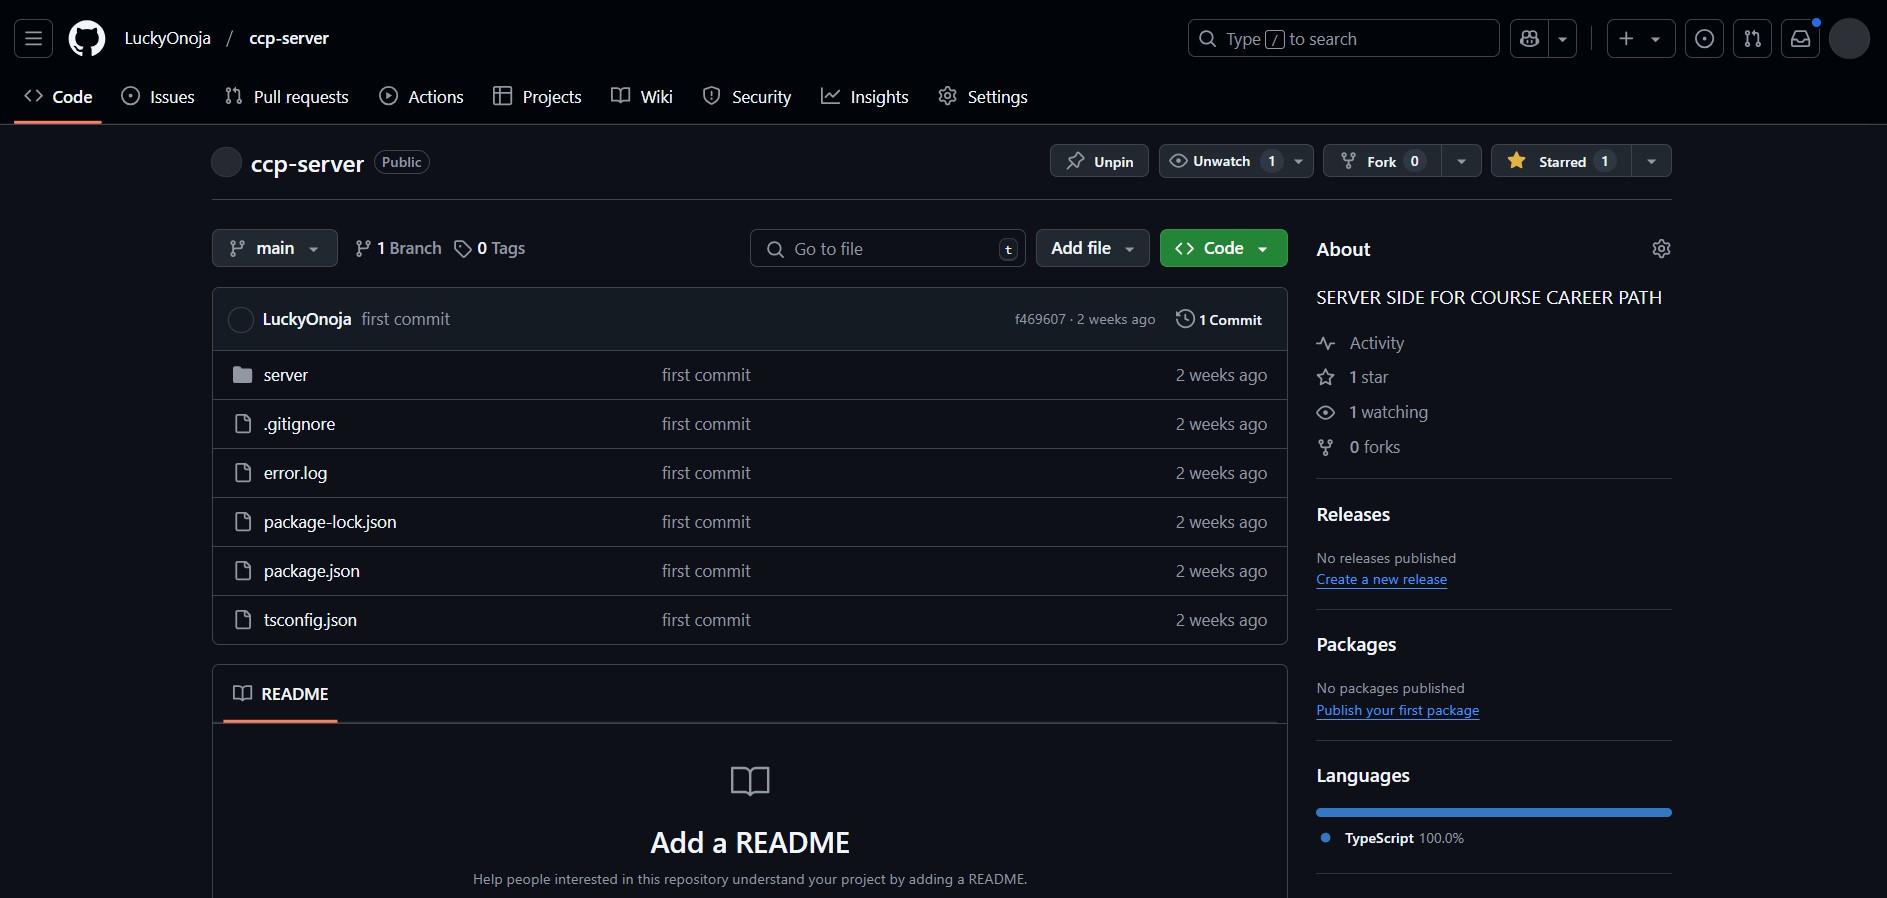 LuckyOnoja / ccp-server
Type / to search
Code Issues Pull requests Actions Projects Wiki Security Insights Settings
ccp-server Public
Unpin Unwatch 1 Fork 0 Starred 1
main 1 Branch 0 Tags
Go to file t Add file Code
LuckyOnoja first commit f469607 · 2 weeks ago 1 Commit
server first commit 2 weeks ago
.gitignore first commit 2 weeks ago
error.log first commit 2 weeks ago
package-lock.json first commit 2 weeks ago
package.json first commit 2 weeks ago
tsconfig.json first commit 2 weeks ago
README
Add a README
Help people interested in this repository understand your project by adding a README.
About
SERVER SIDE FOR COURSE CAREER PATH
Activity
1 star
1 watching
0 forks
Releases
No releases published
Create a new release
Packages
No packages published
Publish your first package
Languages
TypeScript 100.0%